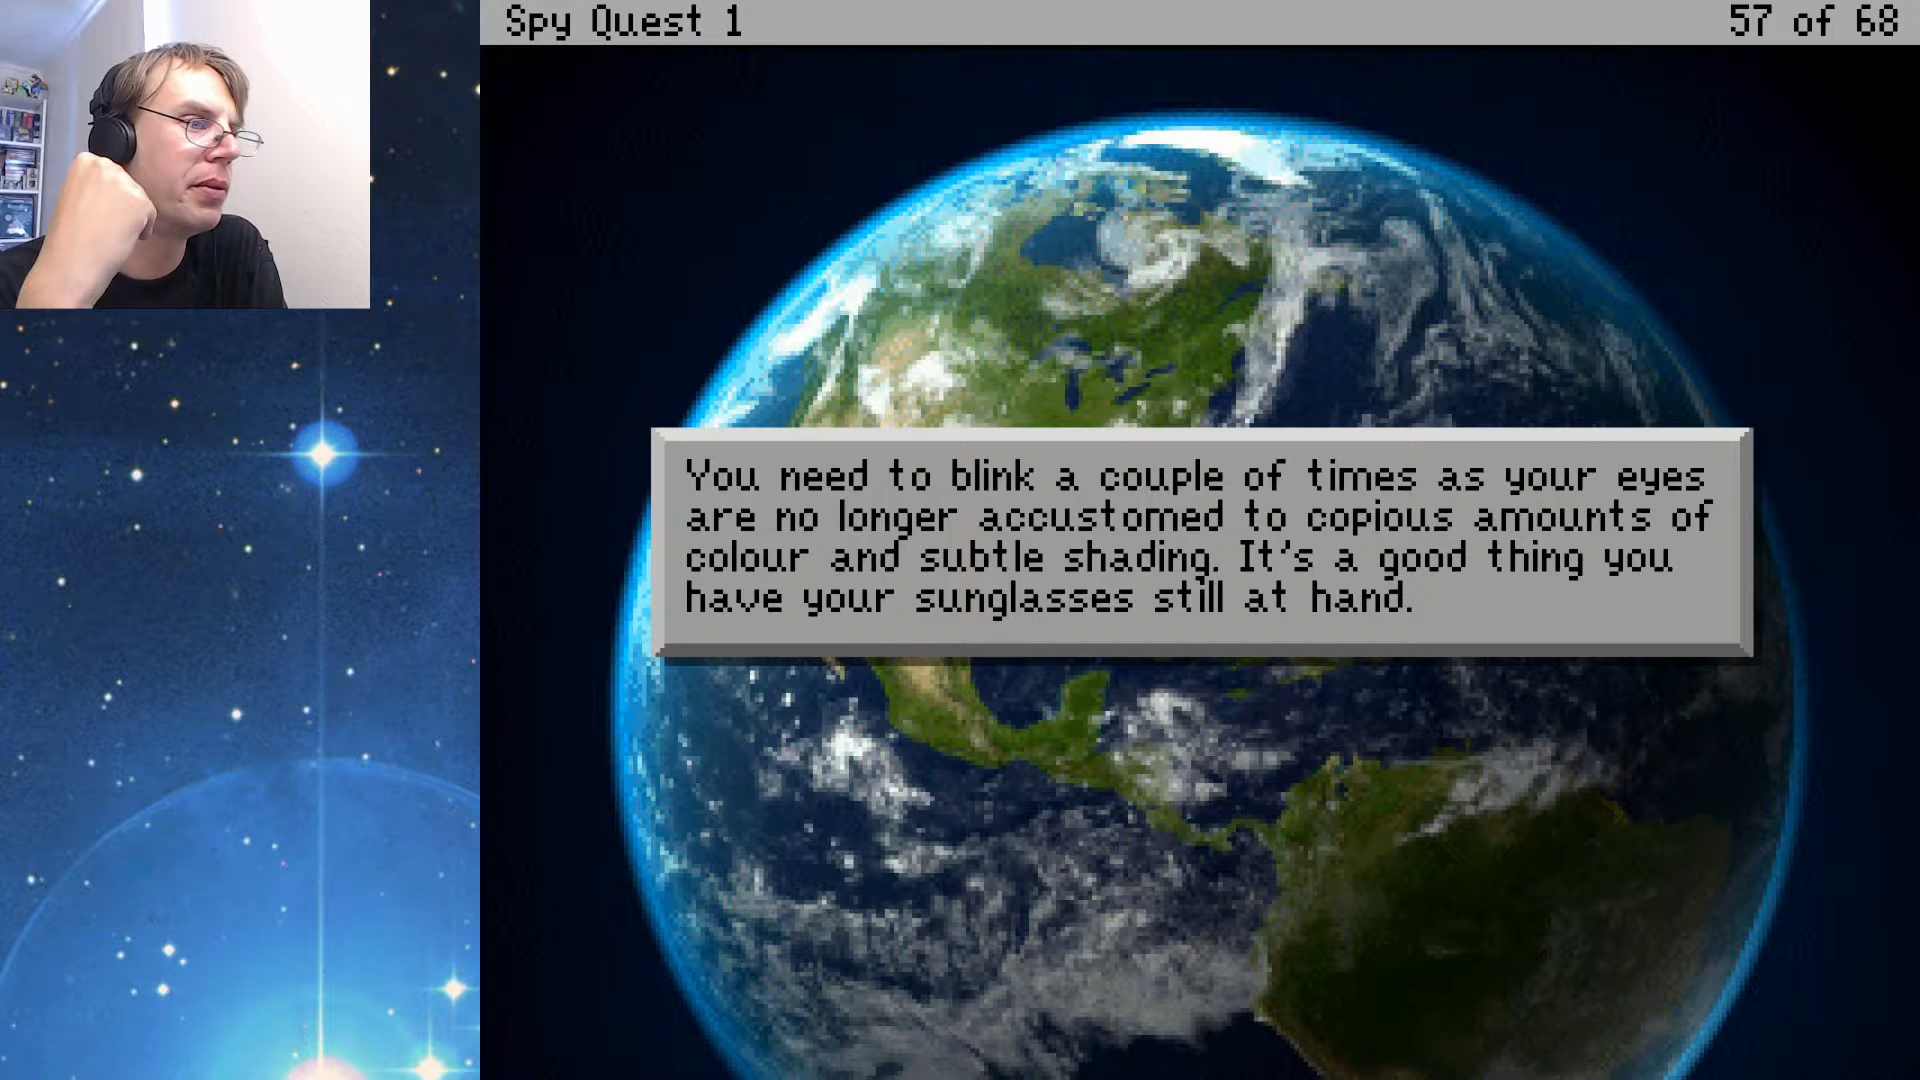 Spy Quest 1
57 of 68
You need to blink a couple of times as your eyes
are no longer accustomed to copious amounts of
colour and subtle shading. It's a good thing you
have your sunglasses still at hand.